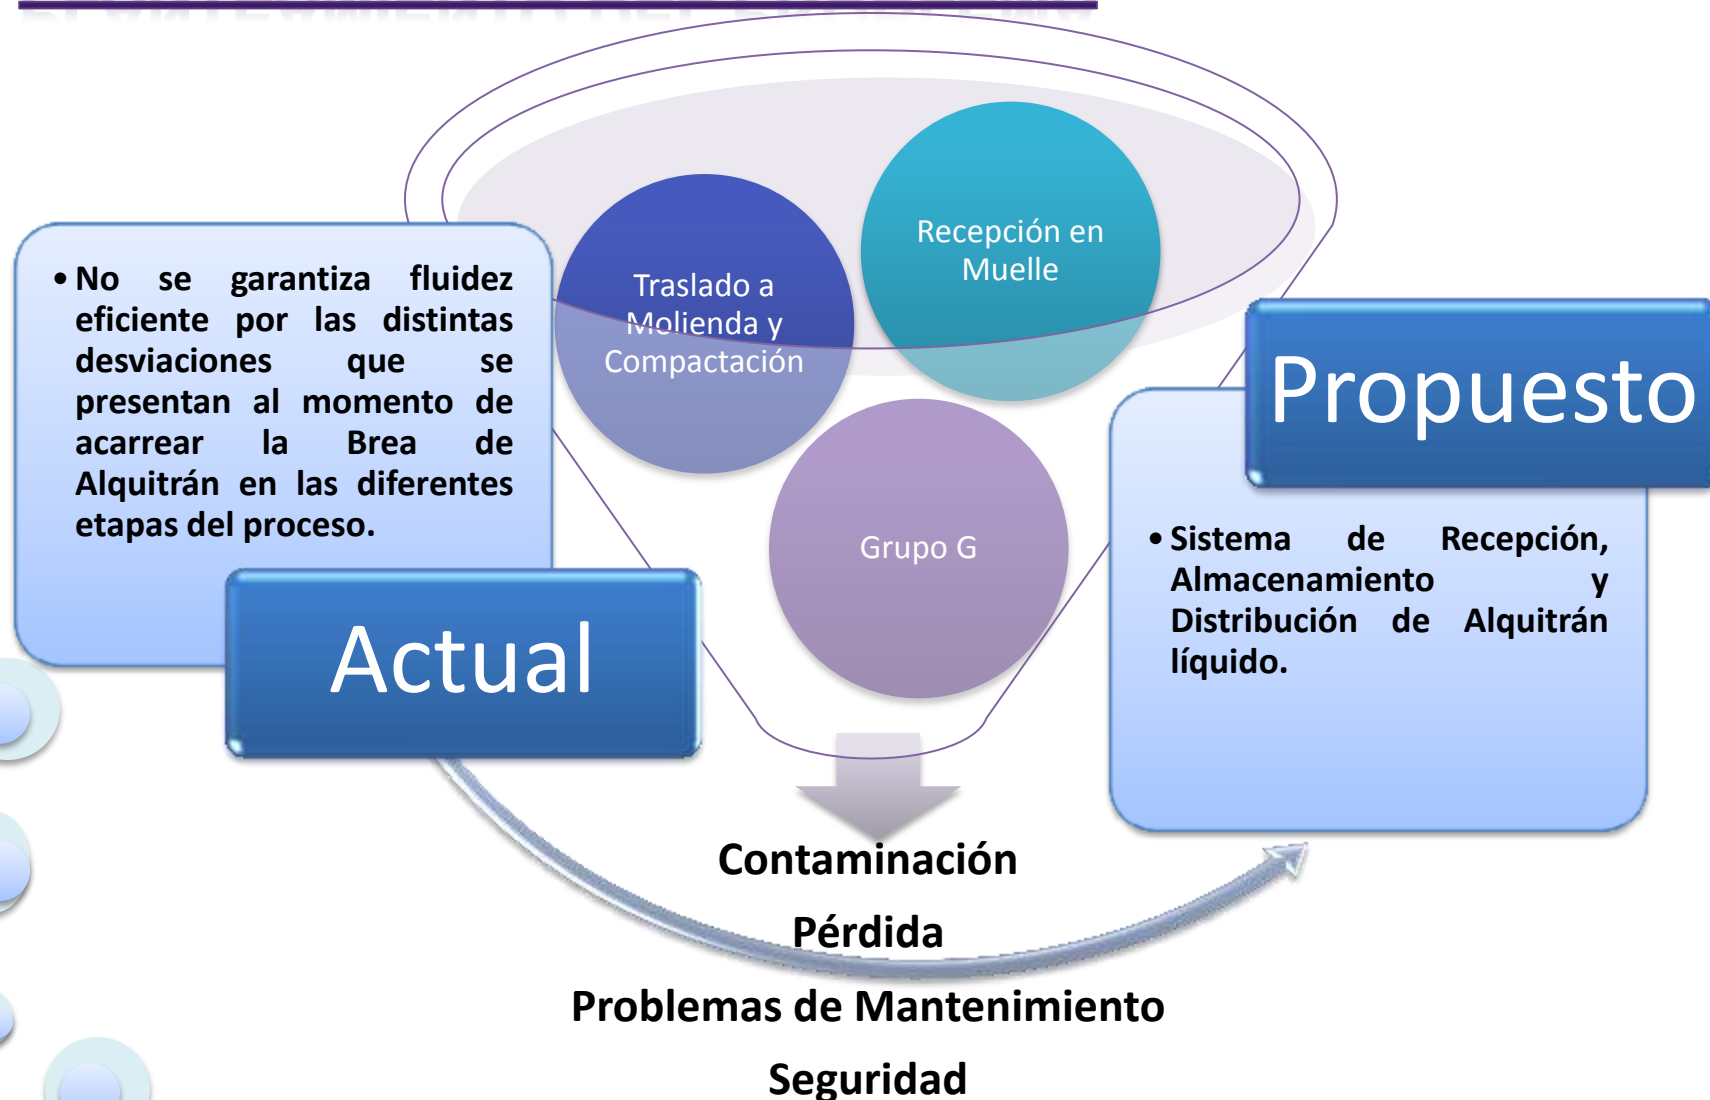 Recepción en
Muelle
Traslado a
Molienda y
Compactación
Grupo G
• No se garantiza fluidez
eficiente por las distintas
desviaciones que se
presentan al momento de
acarrear la Brea de
Alquitrán en las diferentes
etapas del proceso.
Actual
Propuesto
• Sistema de Recepción,
Almacenamiento y
Distribución de Alquitrán
líquido.
Contaminación
Pérdida
Problemas de Mantenimiento
Seguridad